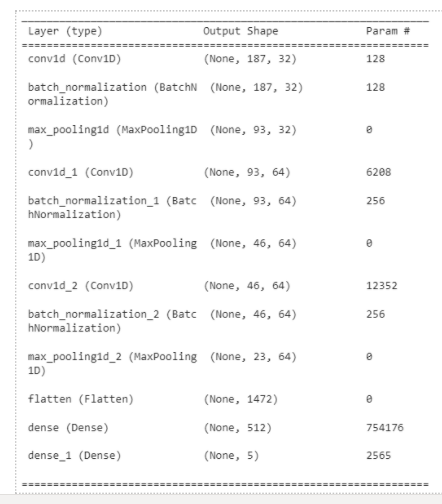 Layer (type) Output Shape Param #
=================================================================
conv1d (Conv1D) (None, 187, 32) 128
batch_normalization (BatchN (None, 187, 32) 128
ormalization)
max_pooling1d (MaxPooling1D (None, 93, 32) 0
)
conv1d_1 (Conv1D) (None, 93, 64) 6208
batch_normalization_1 (Batc (None, 93, 64) 256
hNormalization)
max_pooling1d_1 (MaxPooling (None, 46, 64) 0
1D)
conv1d_2 (Conv1D) (None, 46, 64) 12352
batch_normalization_2 (Batc (None, 46, 64) 256
hNormalization)
max_pooling1d_2 (MaxPooling (None, 23, 64) 0
1D)
flatten (Flatten) (None, 1472) 0
dense (Dense) (None, 512) 754176
dense_1 (Dense) (None, 5) 2565
=================================================================